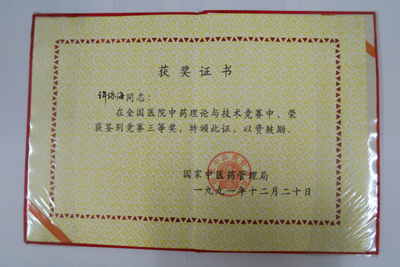 获奖证书
海同志：
在全国医院中药理论与技术竞赛中，荣
获鉴别竞赛三等奖，特颁此证，以资鼓励。
国家中医药管理局
一九九一年十二月二十日